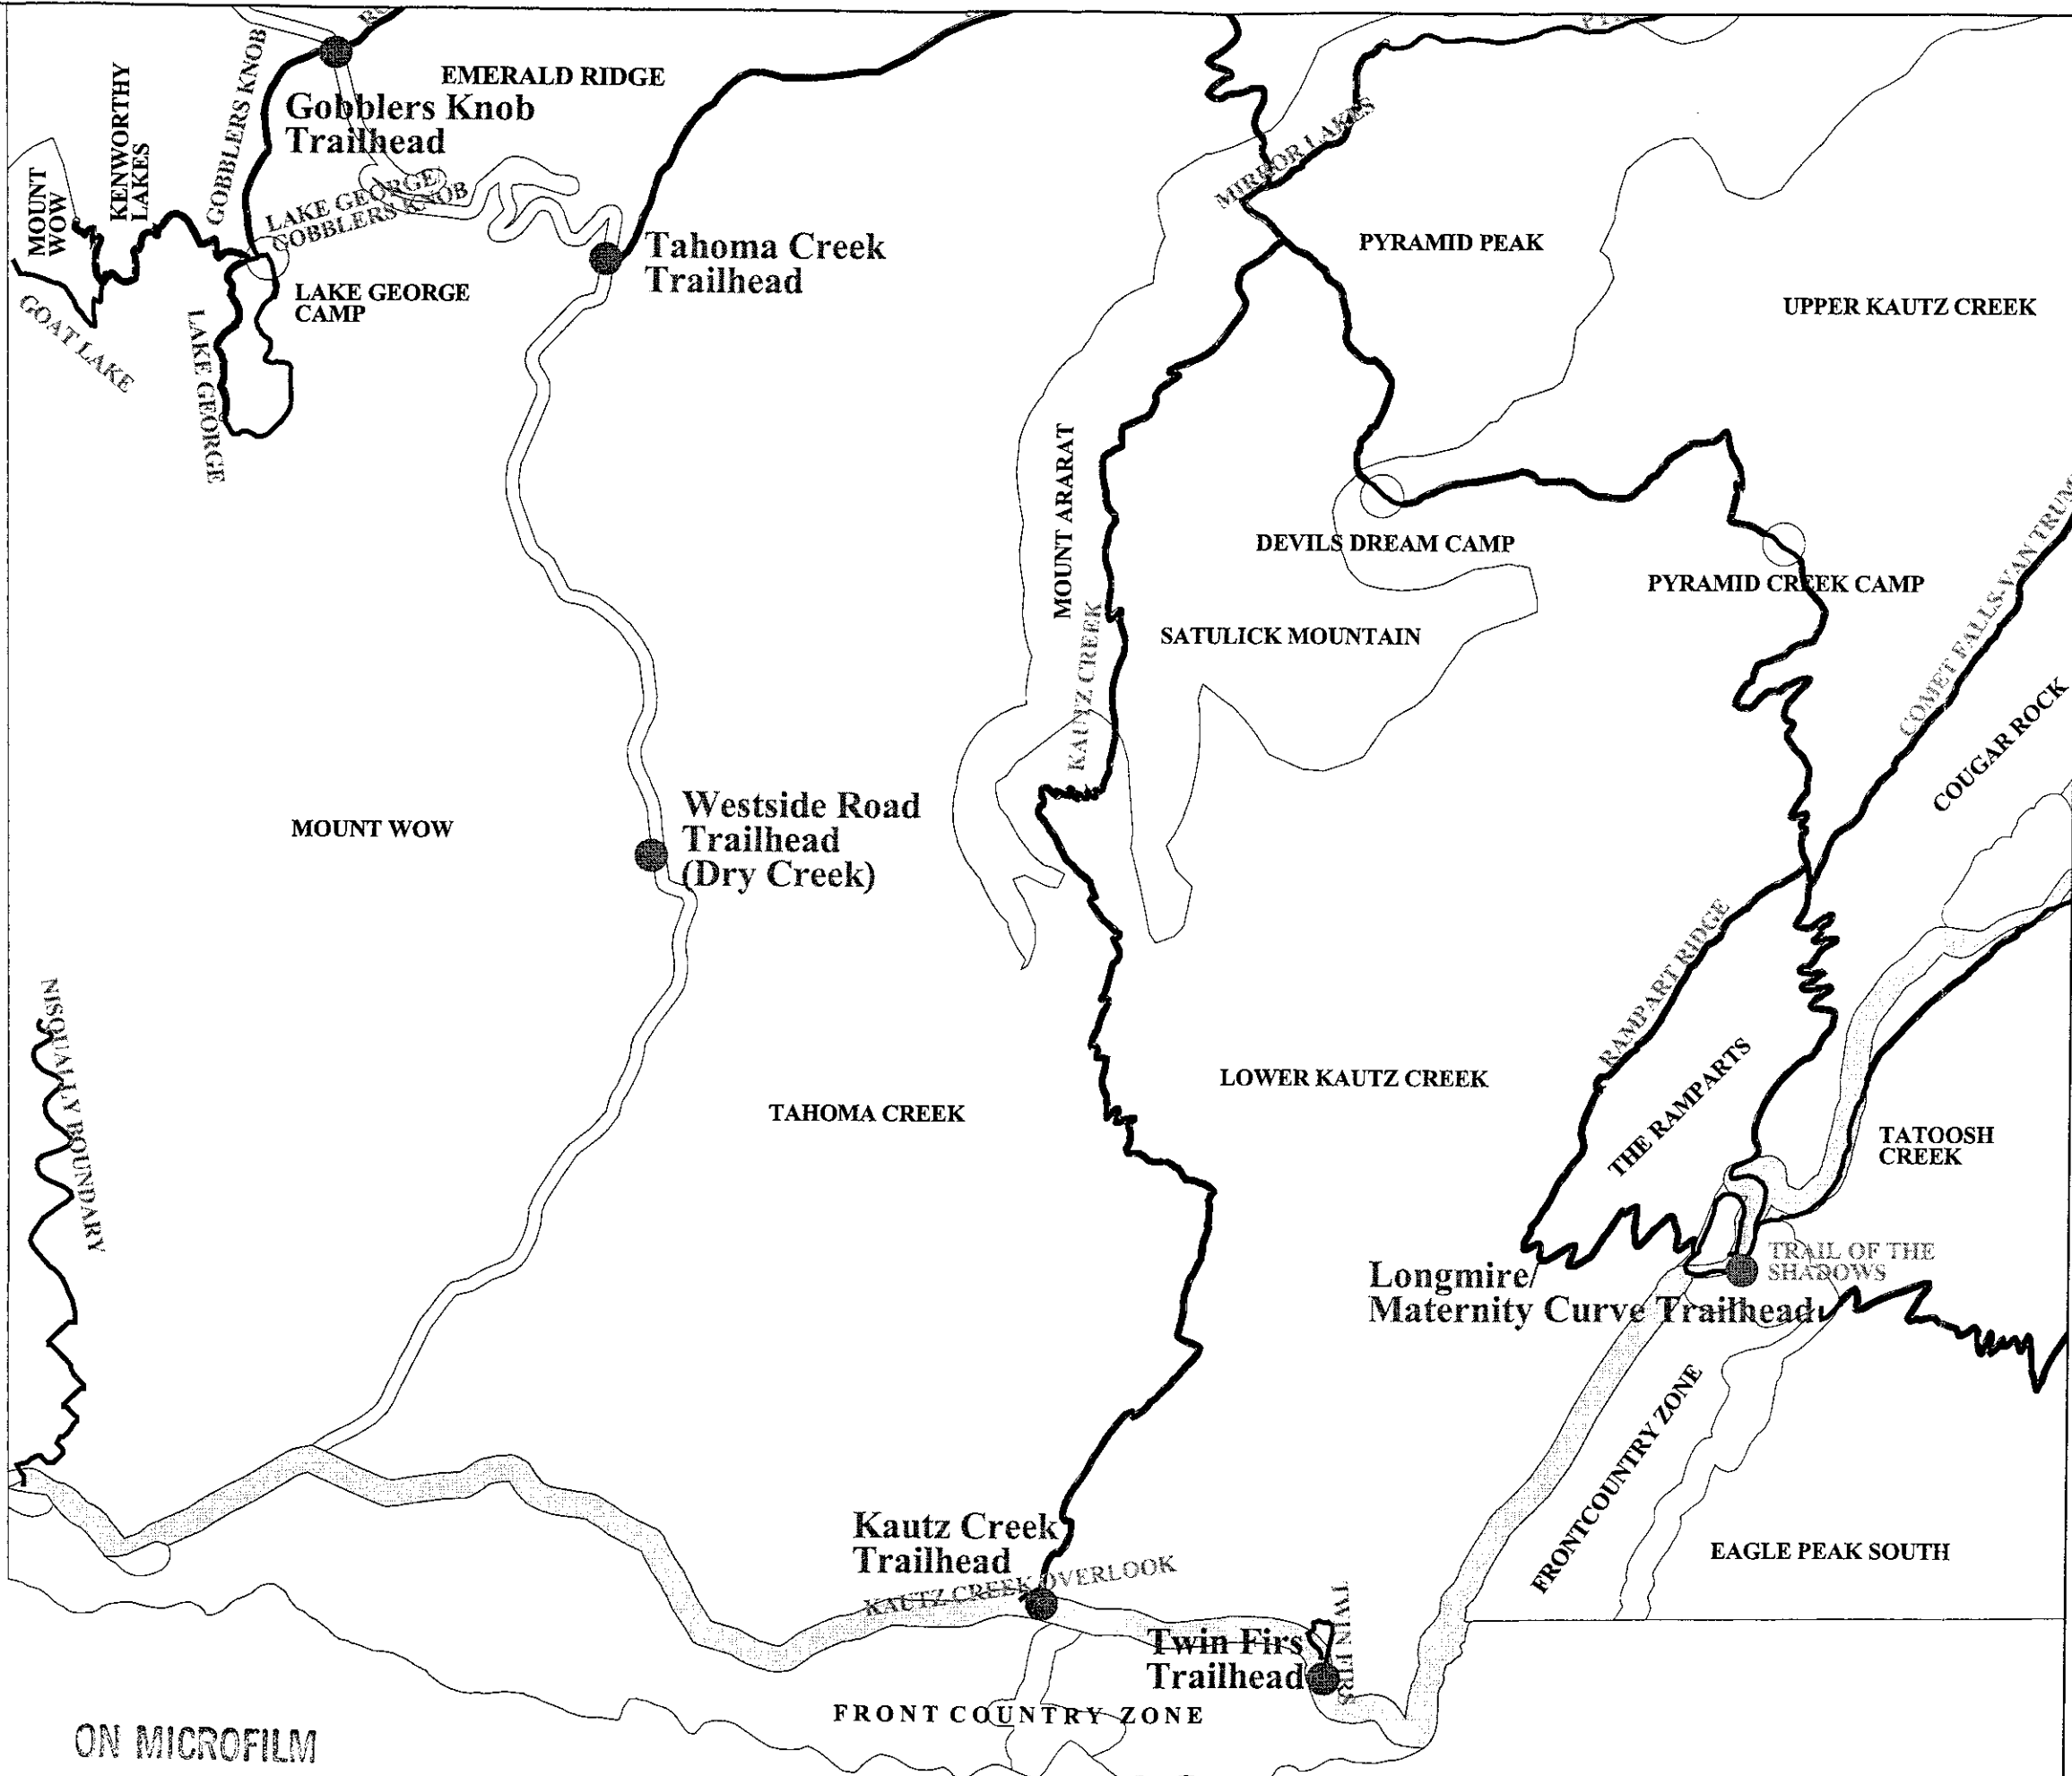 EMERALD RIDGE
Gobblers Knob
Trailhead
GOBBLERS KNOB
KENWORTHY
LAKES
MOUNT
WOW
LAKE GEORGE
GOBBLERS KNOB
Tahoma Creek
Trailhead
LAKE GEORGE
CAMP
GOAT LAKE
LAKE GEORGE
MIRROR LAKES
PYRAMID PEAK
UPPER KAUTZ CREEK
MOUNT ARARAT
DEVILS DREAM CAMP
PYRAMID CREEK CAMP
SATULICK MOUNTAIN
KAUTZ CREEK
COMET FALLS-VAN TRUM
COUGAR ROCK
MOUNT WOW
Westside Road
Trailhead
(Dry Creek)
RAMPART RIDGE
NISQUALLY BOUNDARY
LOWER KAUTZ CREEK
TAHOMA CREEK
THE RAMPARTS
TATOOSH
CREEK
TRAIL OF THE
SHADOWS
Longmire/
Maternity Curve Trailhead
FRONTCOUNTRY ZONE
Kautz Creek
Trailhead
KAUTZ CREEK OVERLOOK
EAGLE PEAK SOUTH
TWIN FIRS
Twin Firs
Trailhead
FRONT COUNTRY ZONE
ON MICROFILM